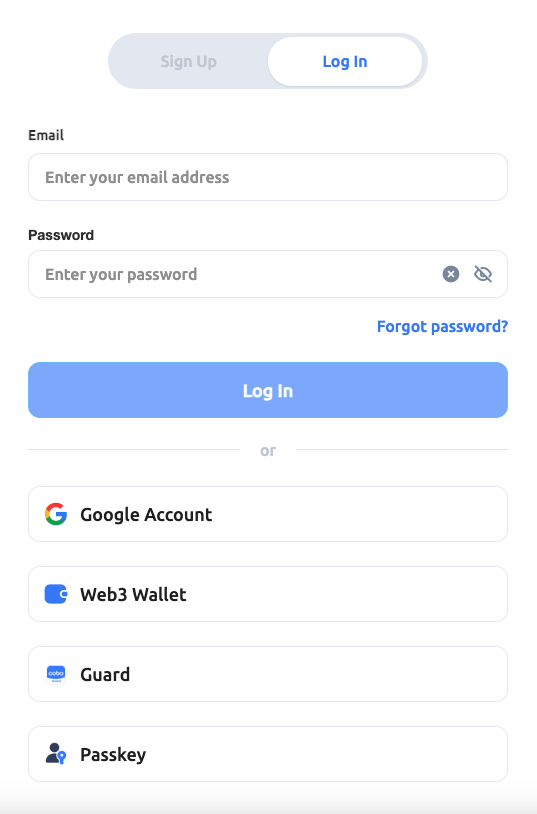 Sign Up
Log In
Email
Enter your email address
Password
Enter your password
Forgot password?
Log In
or
Google Account
Web3 Wallet
cobo
Guard
Passkey